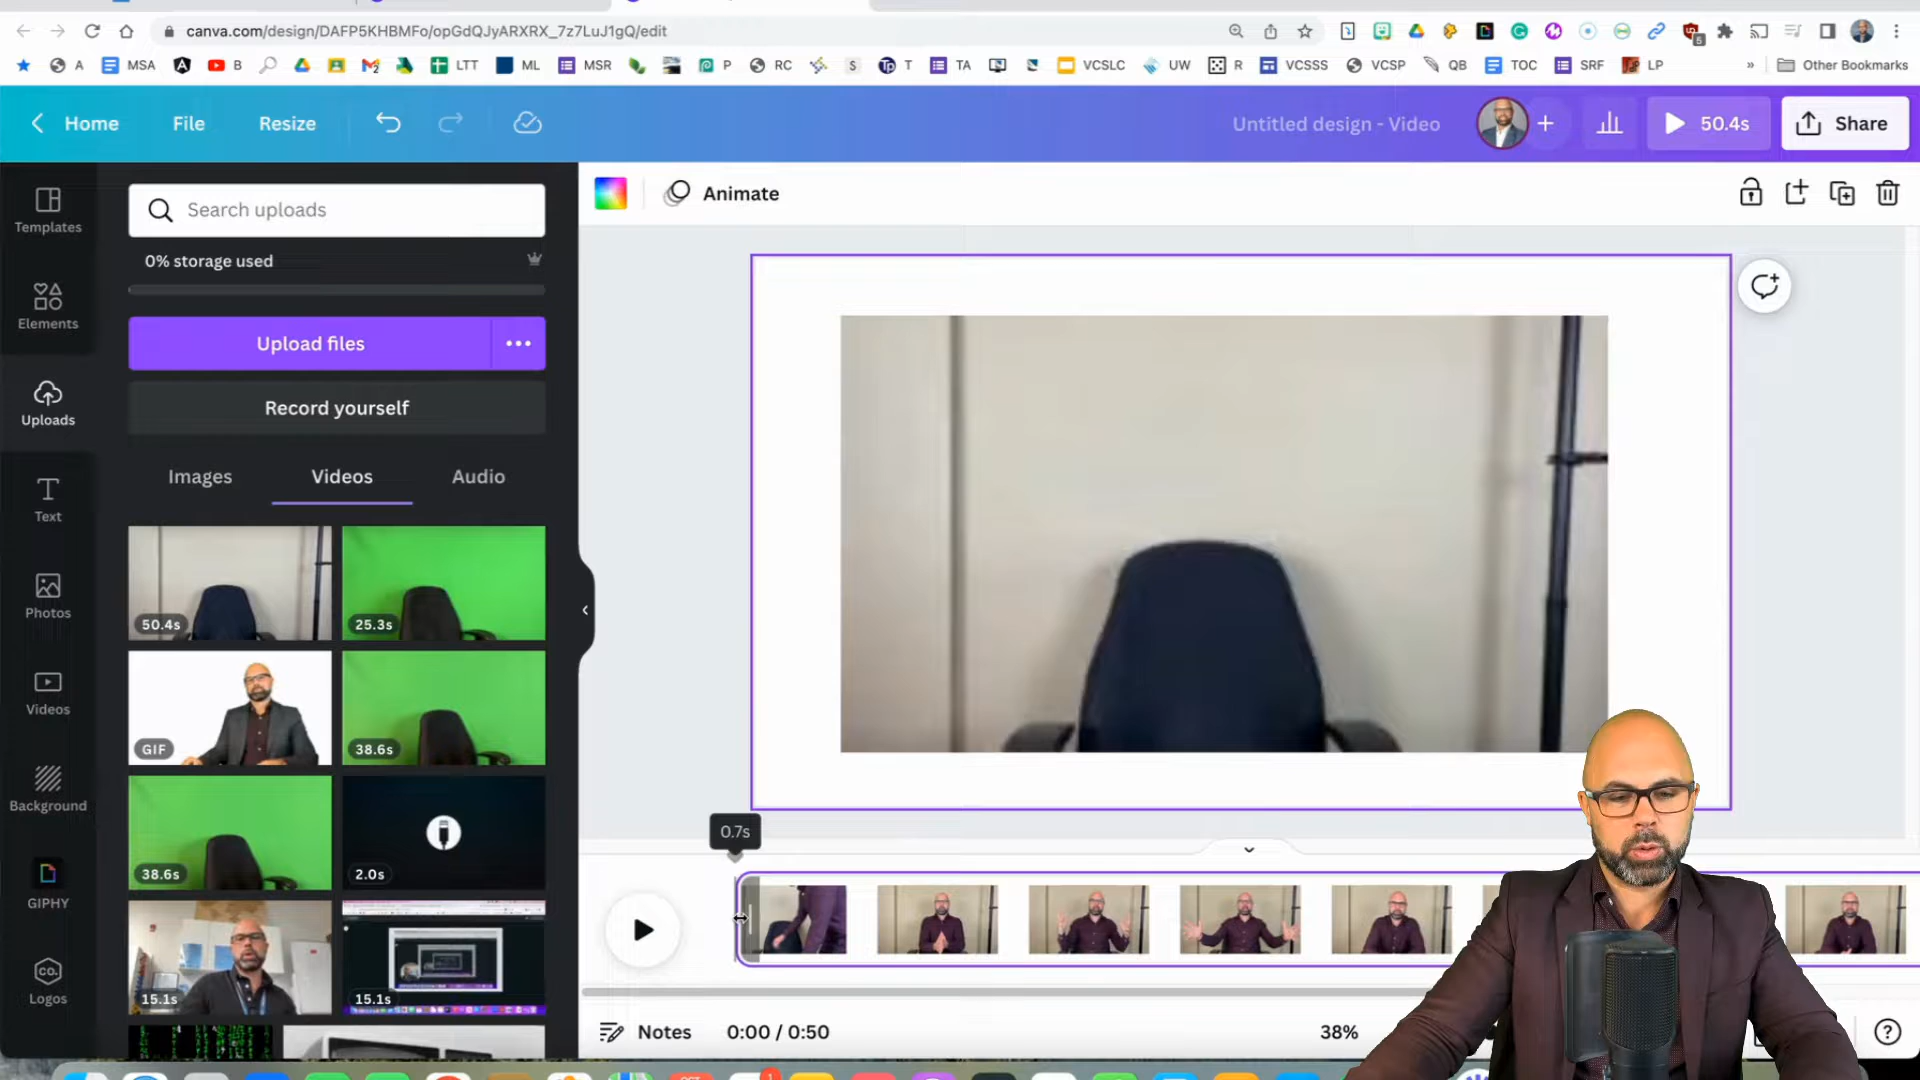 canva.com/design/DAFP5KHBMFo/opGdQJyARXRX_7z7LuJ1gQ/edit
5
A MSA B LTT ML MSR P RC S T TA VCSLC UW R VCSSS VCSP QB TOC SRF LP » Other Bookmarks
Home File Resize Untitled design - Video + 50.4s Share
Templates
Elements
Uploads
Text
Photos
Videos
Background
GIPHY
CO.
Logos
Search uploads
0% storage used
Upload files
Record yourself
Images Videos Audio
50.4s 25.3s
GIF 38.6s
38.6s 2.0s
15.1s 15.1s
Animate
0.7s
Notes 0:00 / 0:50 38%